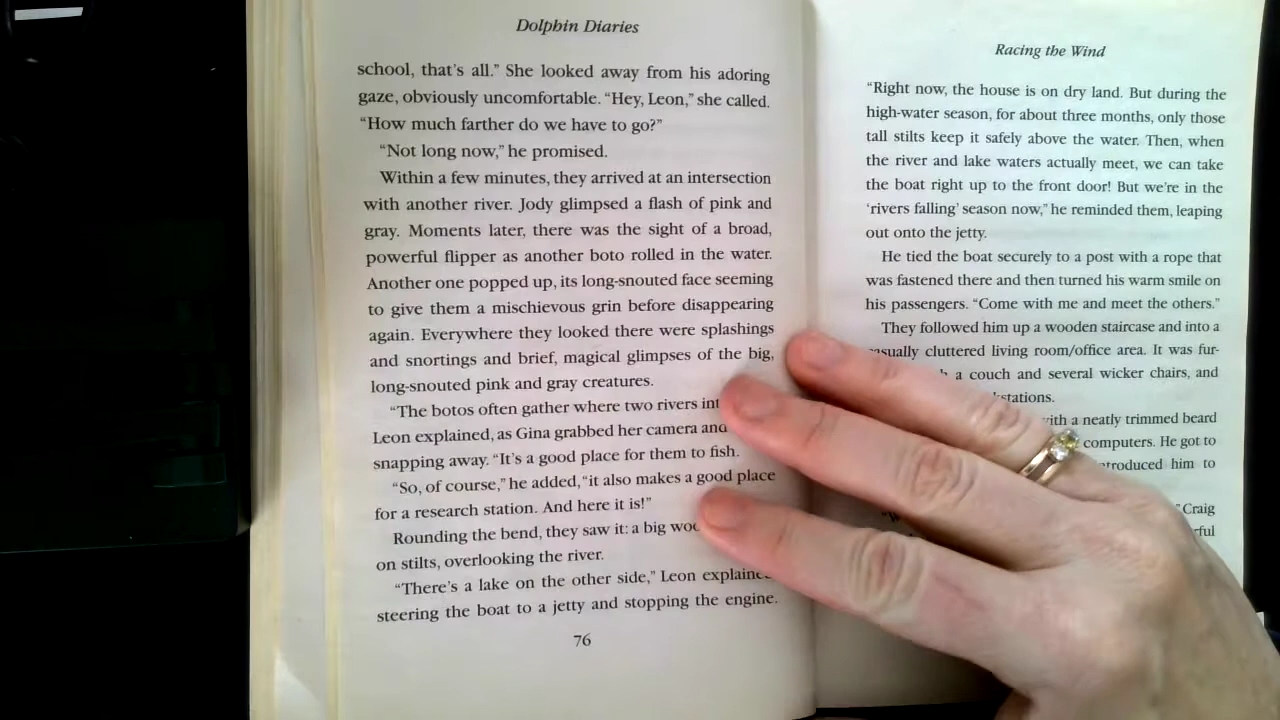 Dolphin Diaries
school, that's all.” She looked away from his adoring
gaze, obviously uncomfortable. “Hey, Leon,” she called.
“How much farther do we have to go?”
“Not long now,” he promised.
Within a few minutes, they arrived at an intersection
with another river. Jody glimpsed a flash of pink and
gray. Moments later, there was the sight of a broad,
powerful flipper as another boto rolled in the water.
Another one popped up, its long-snouted face seeming
to give them a mischievous grin before disappearing
again. Everywhere they looked there were splashings
and snortings and brief, magical glimpses of the big,
long-snouted pink and gray creatures.
“The botos often gather where two rivers
Leon explained, as Gina grabbed her camera and
snapping away. “It's a good place for them to fish.
“So, of course,” he added, “it also makes a good place
for a research station. And here it is!”
Rounding the bend, they saw it: a big
on stilts, overlooking the river.
“There's a lake on the other side,” Leon
steering the boat to a jetty and stopping the engine.
76
Racing the Wind
“Right now, the house is on dry land. But during the
high-water season, for about three months, only those
tall stilts keep it safely above the water. Then, when
the river and lake waters actually meet, we can take
the boat right up to the front door! But we're in the
‘rivers falling’ season now,” he reminded them, leaping
out onto the jetty.
He tied the boat securely to a post with a rope that
was fastened there and then turned his warm smile on
his passengers. “Come with me and meet the others.”
They followed him up a wooden staircase and into a
cluttered living room/office area. It was fur-
a couch and several wicker chairs, and
with a neatly trimmed beard
computers. He got to
him to
Craig